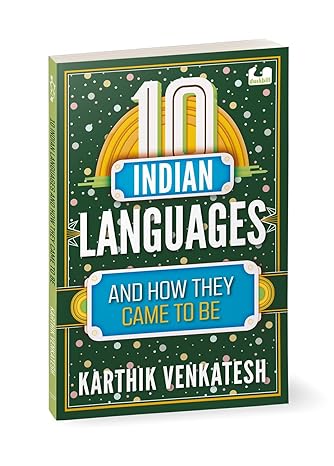 duckbill
10
INDIAN
LANGUAGES
AND HOW THEY
CAME TO BE
KARTHIK VENKATESH
10 INDIAN LANGUAGES AND HOW THEY CAME TO BE
KARTHIK VENKATESH